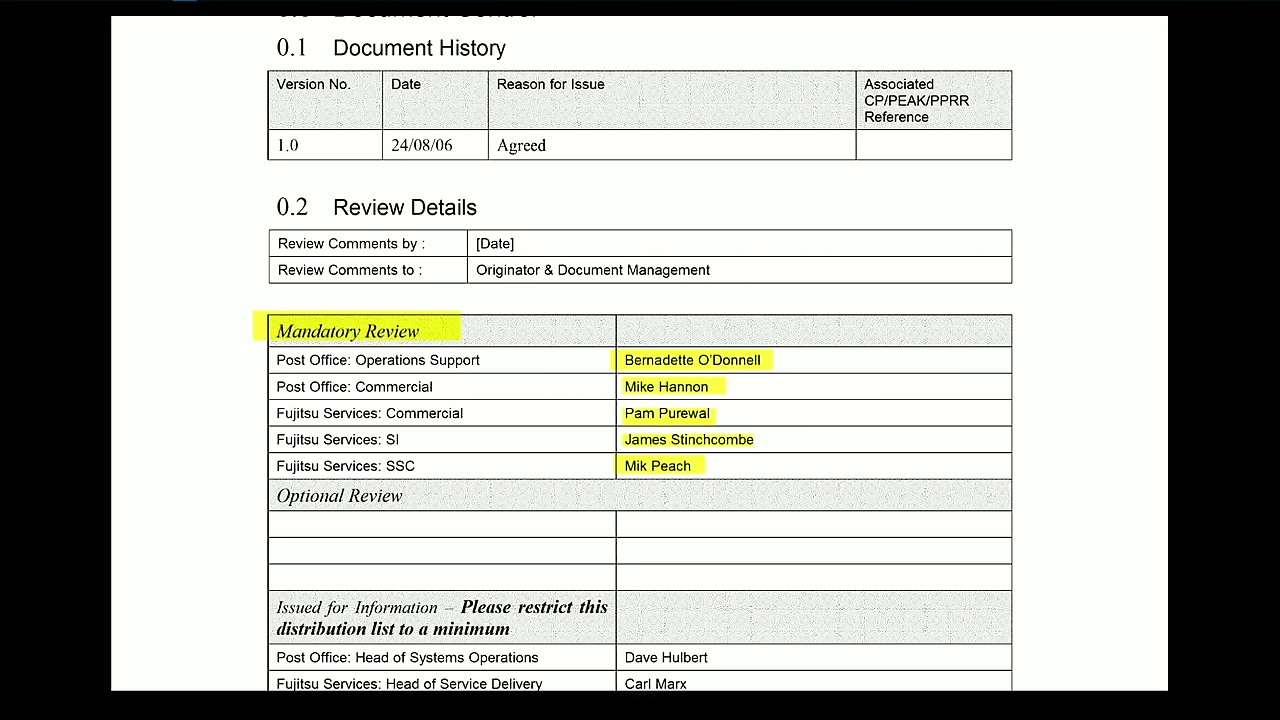 0.1 Document History
Version No. Date Reason for Issue Associated CP/PEAK/PPRR Reference
1.0 24/08/06 Agreed
0.2 Review Details
Review Comments by : [Date]
Review Comments to : Originator & Document Management
Mandatory Review
Post Office: Operations Support Bernadette O'Donnell
Post Office: Commercial Mike Hannon
Fujitsu Services: Commercial Pam Purewal
Fujitsu Services: SI James Stinchcombe
Fujitsu Services: SSC Mik Peach
Optional Review
Issued for Information – Please restrict this
distribution list to a minimum
Post Office: Head of Systems Operations Dave Hulbert
Fujitsu Services: Head of Service Delivery Carl Marx